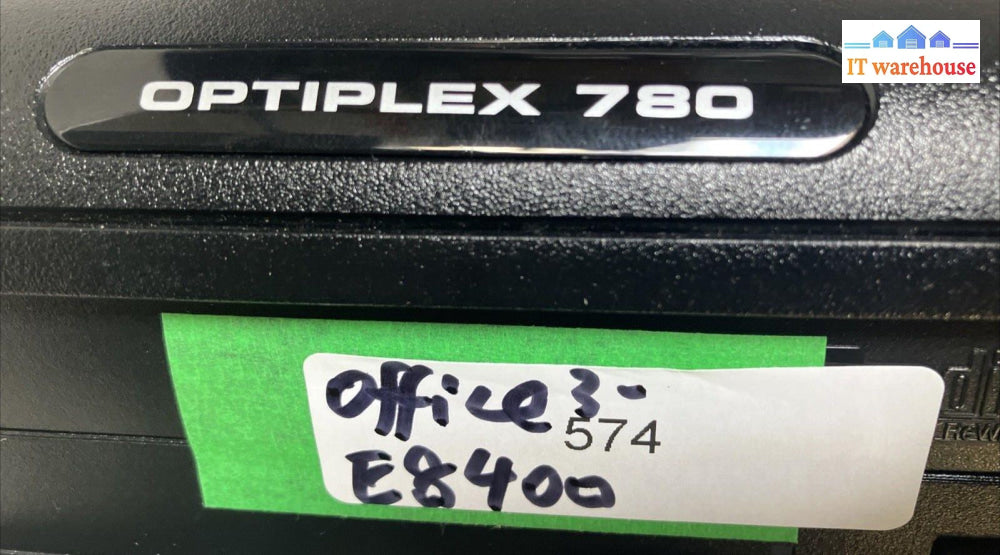 IT warehouse
OPTIPLEX 780
office 3-
574
E8400